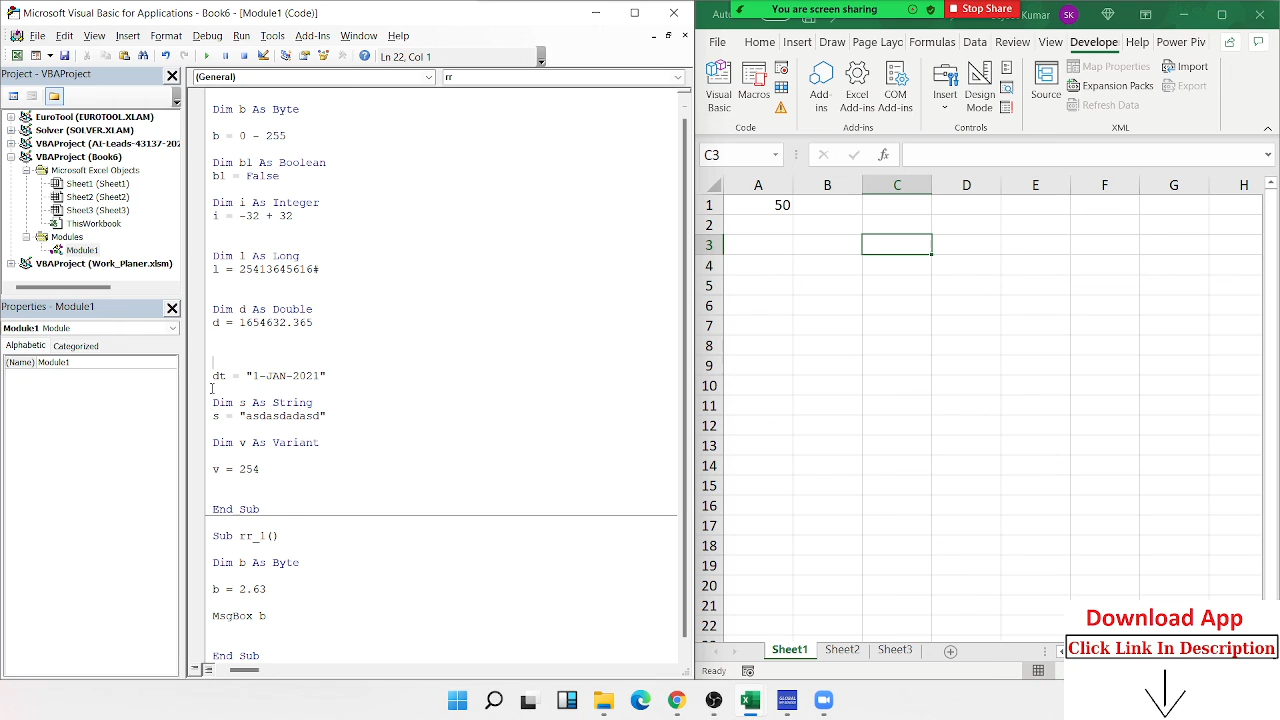 Microsoft Visual Basic for Applications - Book6 - [Module1 (Code)]
File Edit View Insert Format Debug Run Tools Add-Ins Window Help
Ln 22, Col 1
Project - VBAProject
EuroTool (EUROTOOL.XLAM)
Solver (SOLVER.XLAM)
VBAProject (AI-Leads-43137-202
VBAProject (Book6)
Microsoft Excel Objects
Sheet1 (Sheet1)
Sheet2 (Sheet2)
Sheet3 (Sheet3)
ThisWorkbook
Modules
Module1
VBAProject (Work_Planer.xlsm)
Properties - Module1
Module1 Module
Alphabetic Categorized
(Name) Module1
(General) rr
Dim b As Byte
b = 0 - 255
Dim bl As Boolean
bl = False
Dim i As Integer
i = -32 + 32
Dim l As Long
l = 25413645616#
Dim d As Double
d = 1654632.365
dt = "1-JAN-2021"
Dim s As String
s = "asdasdadasd"
Dim v As Variant
v = 254
End Sub
Sub rr_1()
Dim b As Byte
b = 2.63
MsgBox b
End Sub
You are screen sharing Stop Share
Kumar SK
File Home Insert Draw Page Layc Formulas Data Review View Develope Help Power Piv
Visual Basic
Macros
Code
Add-ins
Excel Add-ins
COM Add-ins
Add-ins
Insert
Design Mode
Controls
Source
Map Properties
Expansion Packs
Refresh Data
Import
Export
XML
C3
A B C D E F G H
1 50
2
3
4
5
6
7
8
9
10
11
12
13
14
15
16
17
18
19
20
21
22
Sheet1 Sheet2 Sheet3
Ready
Download App
Click Link In Description